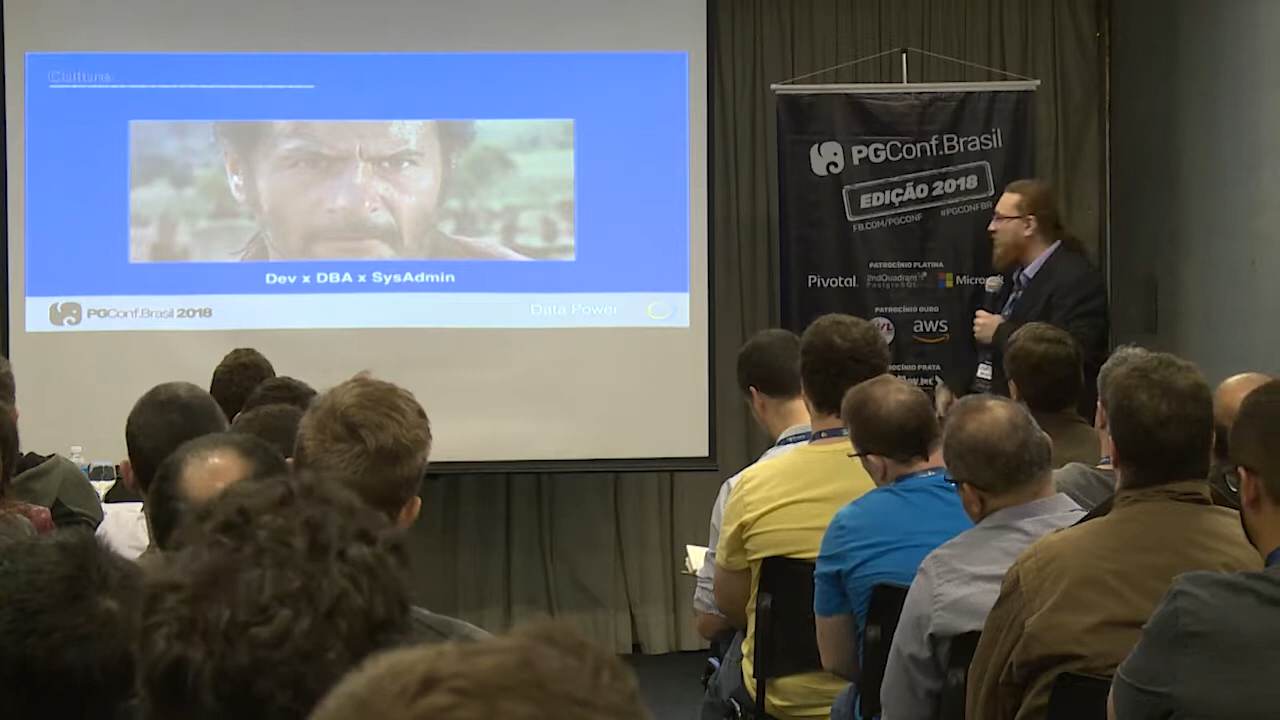 Culture
Dev x DBA x SysAdmin
PGConf.Brasil 2018
Data Power
PGConf.Brasil
EDIÇÃO 2018
FB.COM/PGCONF #PGCONFBR
PATROCÍNIO PLATINA
Pivotal
2ndQuadrant
PostgreSQL
PATROCÍNIO OURO
aws